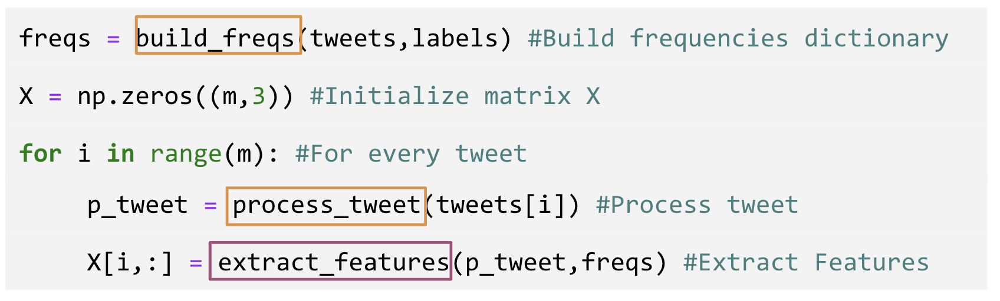 freqs = build_freqs(tweets,labels) #Build frequencies dictionary
X = np.zeros((m,3)) #Initialize matrix X
for i in range(m): #For every tweet
p_tweet = process_tweet(tweets[i]) #Process tweet
X[i,:] = extract_features(p_tweet,freqs) #Extract Features